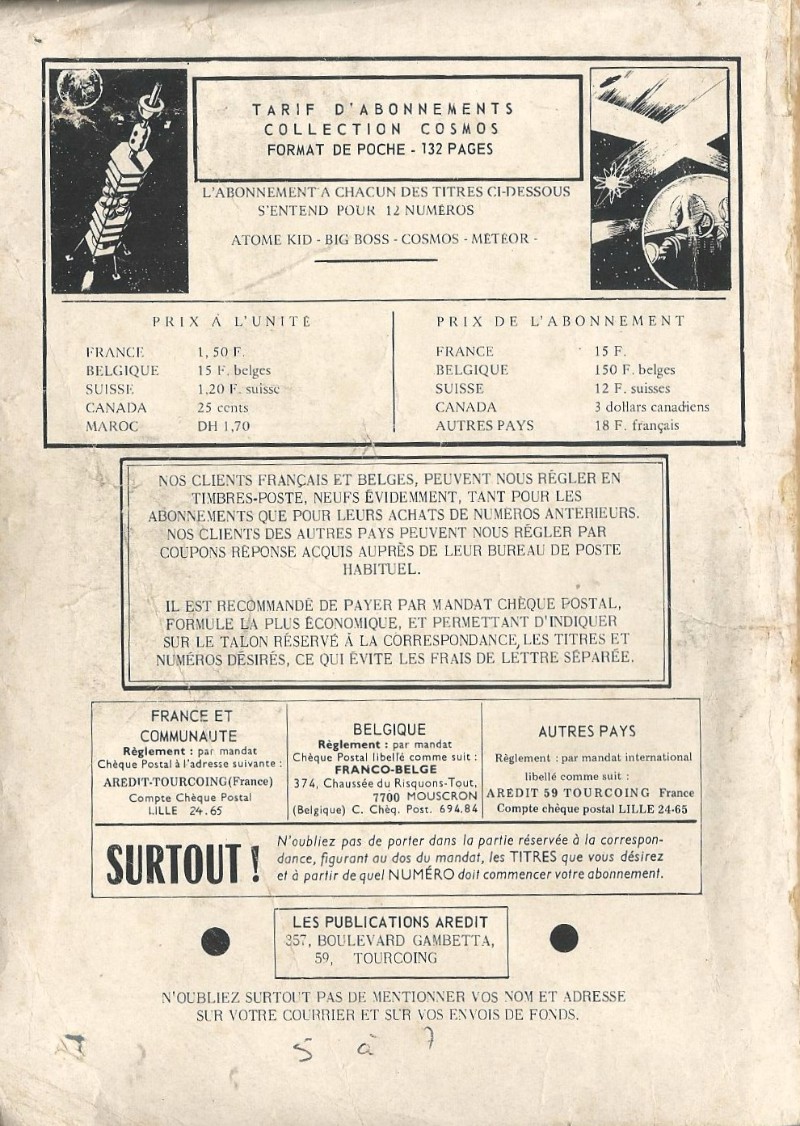 TARIF D'ABONNEMENTS
COLLECTION COSMOS
FORMAT DE POCHE - 132 PAGES
L'ABONNEMENT A CHACUN DES TITRES CI-DESSOUS
S'ENTEND POUR 12 NUMÉROS
ATOME KID - BIG BOSS - COSMOS - MÉTÉOR -
PRIX À L'UNITÉ
FRANCE 1,50 F.
BELGIQUE 15 F. belges
SUISSE 1,20 F. suisse
CANADA 25 cents
MAROC DH 1,70
PRIX DE L'ABONNEMENT
FRANCE 15 F.
BELGIQUE 150 F. belges
SUISSE 12 F. suisses
CANADA 3 dollars canadiens
AUTRES PAYS 18 F. français
NOS CLIENTS FRANÇAIS ET BELGES, PEUVENT NOUS RÉGLER EN
TIMBRES-POSTE, NEUFS ÉVIDEMMENT, TANT POUR LES
ABONNEMENTS QUE POUR LEURS ACHATS DE NUMEROS ANTERIEURS.
NOS CLIENTS DES AUTRES PAYS PEUVENT NOUS RÉGLER PAR
COUPONS RÉPONSE ACQUIS AUPRÈS DE LEUR BUREAU DE POSTE
HABITUEL.
IL EST RECOMMANDÉ DE PAYER PAR MANDAT CHÈQUE POSTAL,
FORMULE LA PLUS ÉCONOMIQUE, ET PERMETTANT D'INDIQUER
SUR LE TALON RÉSERVÉ À LA CORRESPONDANCE, LES TITRES ET
NUMÉROS DÉSIRÉS, CE QUI ÉVITE LES FRAIS DE LETTRE SÉPARÉE.
FRANCE ET
COMMUNAUTE
Règlement : par mandat
Chèque Postal à l'adresse suivante :
AREDIT-TOURCOING (France)
Compte Chèque Postal
LILLE 24.65
BELGIQUE
Règlement : par mandat
Chèque Postal libellé comme suit :
FRANCO-BELGE
374, Chaussée du Risquons-Tout,
7700 MOUSCRON
(Belgique) C. Chèq. Post. 694.84
AUTRES PAYS
Règlement : par mandat international
libellé comme suit :
AREDIT 59 TOURCOING France
Compte chèque postal LILLE 24-65
SURTOUT !
N'oubliez pas de porter dans la partie réservée à la correspon-
dance, figurant au dos du mandat, les TITRES que vous désirez
et à partir de quel NUMÉRO doit commencer votre abonnement.
LES PUBLICATIONS AREDIT
357, BOULEVARD GAMBETTA,
59, TOURCOING
N'OUBLIEZ SURTOUT PAS DE MENTIONNER VOS NOM ET ADRESSE
SUR VOTRE COURRIER ET SUR VOS ENVOIS DE FONDS.
5 à 7